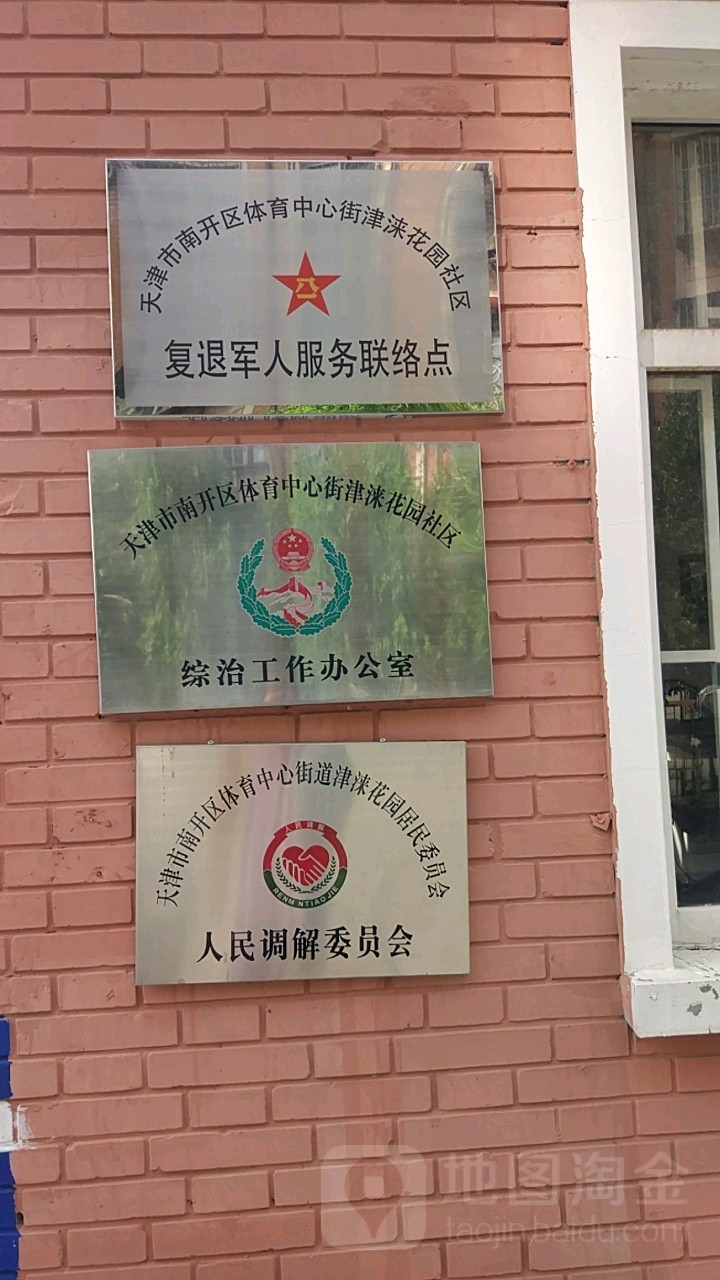 天津市南开区体育中心街津涞花园社区
复退军人服务联络点
天津市南开区体育中心街津涞花园社区
综治工作办公室
天津市南开区体育中心街道津涞花园居民委员会
人民调解
RENM NTIAO JIE
人民调解委员会
地图淘金
taojin.baidu.com